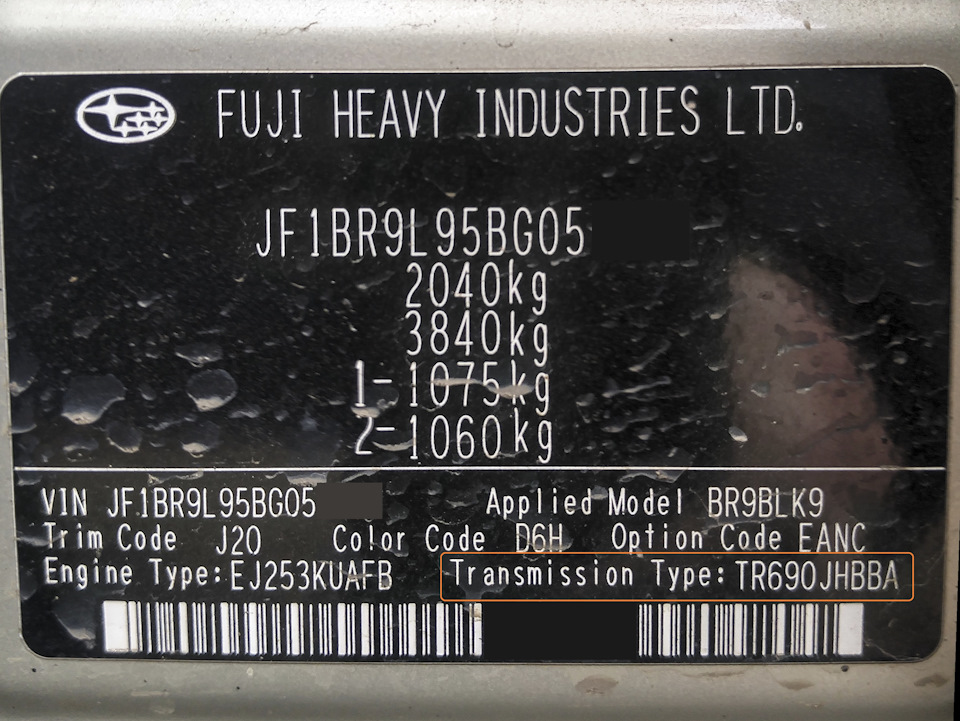 FUJI HEAVY INDUSTRIES LTD.
JF1BR9L95BG05
2040kg
3840kg
1-1075kg
2-1060kg
VIN JF1BR9L95BG05 Applied Model BR9BLK9
Trim Code J20 Color Code D6H Option Code EANC
Engine Type:EJ253KUAFB Transmission Type:TR690JHBBA